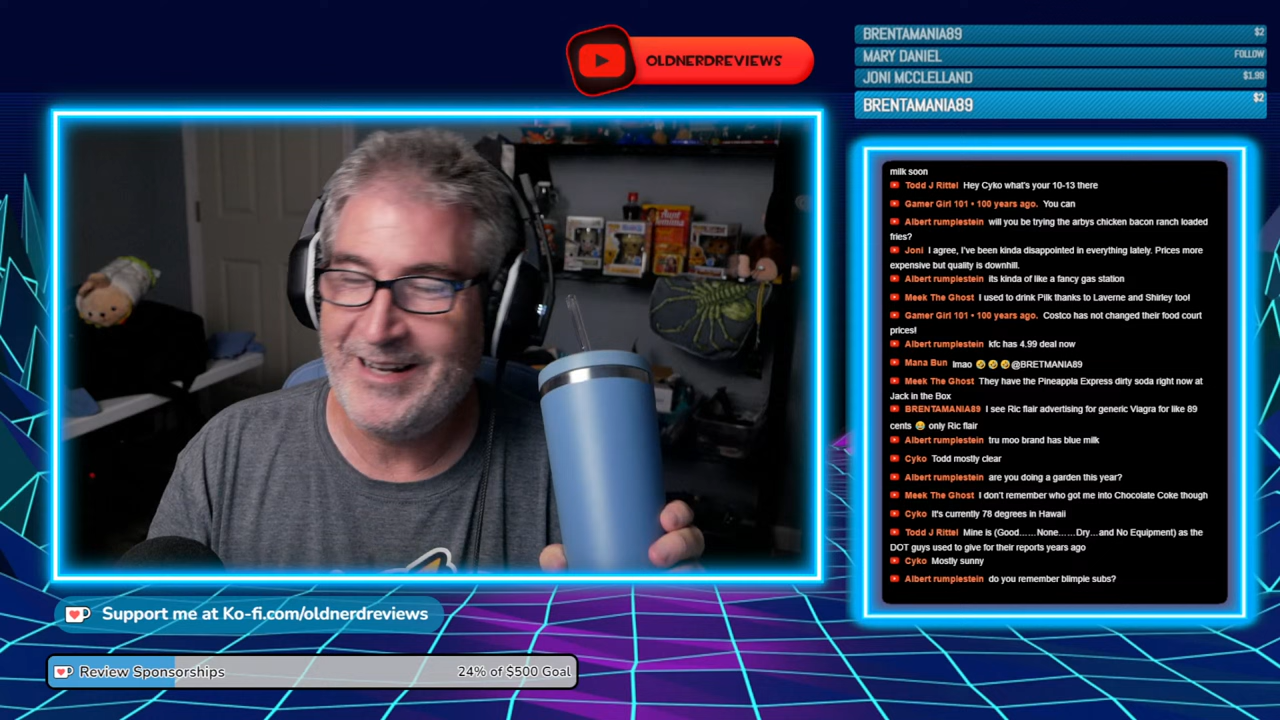 OLDNERDREVIEWS
BRENTAMANIA89 $2
MARY DANIEL FOLLOW
JONI MCCLELLAND $1.99
BRENTAMANIA89 $2
milk soon
Todd J Rittel Hey Cyko what's your 10-13 there
Gamer Girl 101 • 100 years ago. You can
Albert rumplestein will you be trying the arbys chicken bacon ranch loaded
fries?
Joni I agree, I've been kinda disappointed in everything lately. Prices more
expensive but quality is downhill.
Albert rumplestein its kinda of like a fancy gas station
Meek The Ghost I used to drink Pilk thanks to Laverne and Shirley too!
Gamer Girl 101 • 100 years ago. Costco has not changed their food court
prices!
Albert rumplestein kfc has 4.99 deal now
Mana Bun lmao 🤣🤣🤣@BRETMANIA89
Meek The Ghost They have the Pineappla Express dirty soda right now at
Jack in the Box
BRENTAMANIA89 I see Ric flair advertising for generic Viagra for like 89
cents 😂 only Ric flair
Albert rumplestein tru moo brand has blue milk
Cyko Todd mostly clear
Albert rumplestein are you doing a garden this year?
Meek The Ghost I don't remember who got me into Chocolate Coke though
Cyko It's currently 78 degrees in Hawaii
Todd J Rittel Mine is (Good……None……Dry…and No Equipment) as the
DOT guys used to give for their reports years ago
Cyko Mostly sunny
Albert rumplestein do you remember blimpie subs?
Support me at Ko-fi.com/oldnerdreviews
Review Sponsorships 24% of $500 Goal